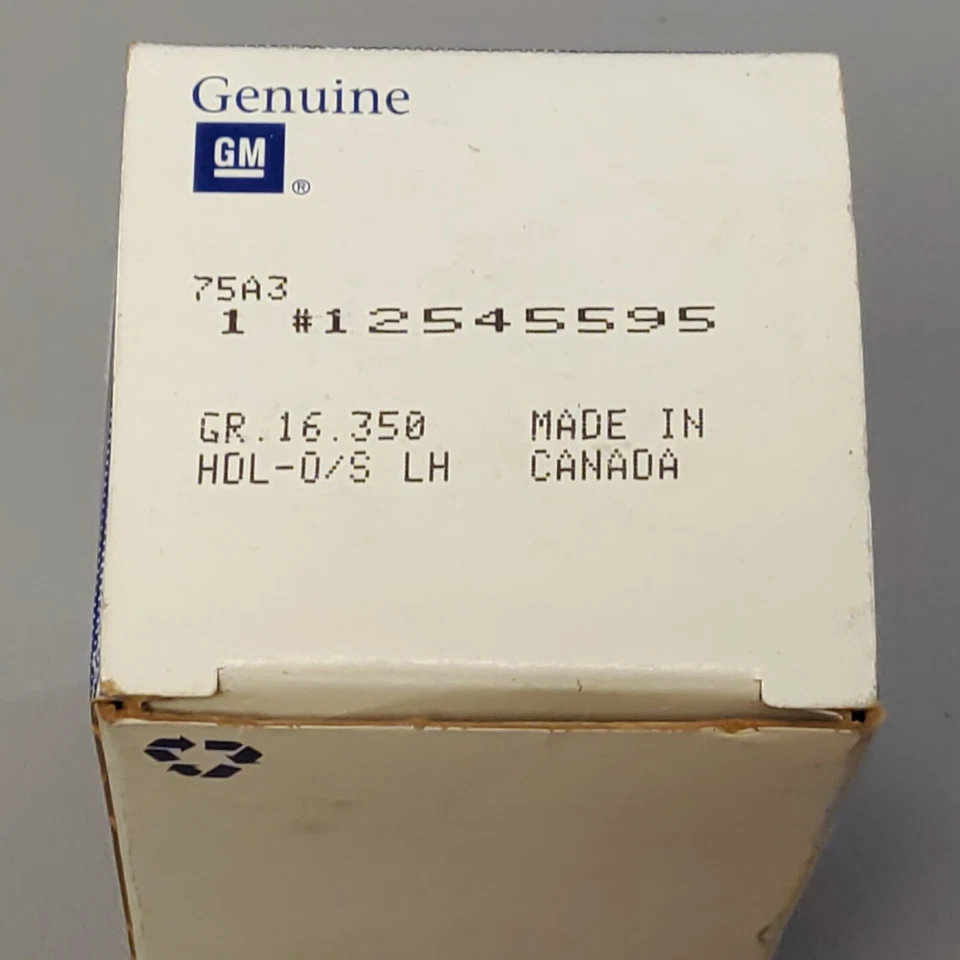 Genuine
GM
®
75A3
1 #12545595
GR.16.350 MADE IN
HDL-O/S LH CANADA